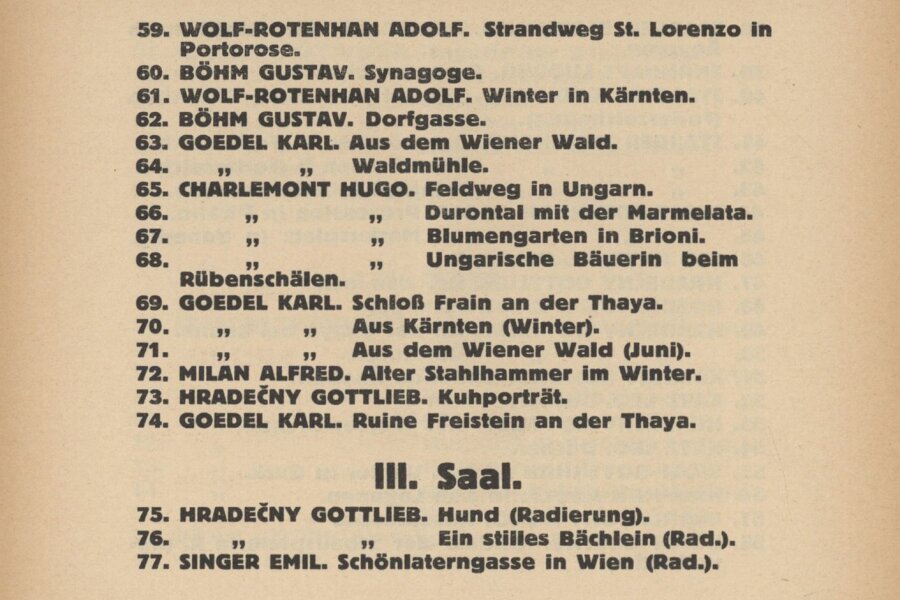 59. WOLF-ROTENHAN ADOLF. Strandweg St. Lorenzo in
Portorose.
60. BÖHM GUSTAV. Synagoge.
61. WOLF-ROTENHAN ADOLF. Winter in Kärnten.
62. BÖHM GUSTAV. Dorfgasse.
63. GOEDEL KARL. Aus dem Wiener Wald.
64. „ „ Waldmühle.
65. CHARLEMONT HUGO. Feldweg in Ungarn.
66. „ „ Durontal mit der Marmelata.
67. „ „ Blumengarten in Brioni.
68. „ „ Ungarische Bäuerin beim
Rübenschälen.
69. GOEDEL KARL. Schloß Frain an der Thaya.
70. „ „ Aus Kärnten (Winter).
71. „ „ Aus dem Wiener Wald (Juni).
72. MILAN ALFRED. Alter Stahlhammer im Winter.
73. HRADEČNY GOTTLIEB. Kuhporträt.
74. GOEDEL KARL. Ruine Freistein an der Thaya.
III. Saal.
75. HRADEČNY GOTTLIEB. Hund (Radierung).
76. „ „ Ein stilles Bächlein (Rad.).
77. SINGER EMIL. Schönlaterngasse in Wien (Rad.).